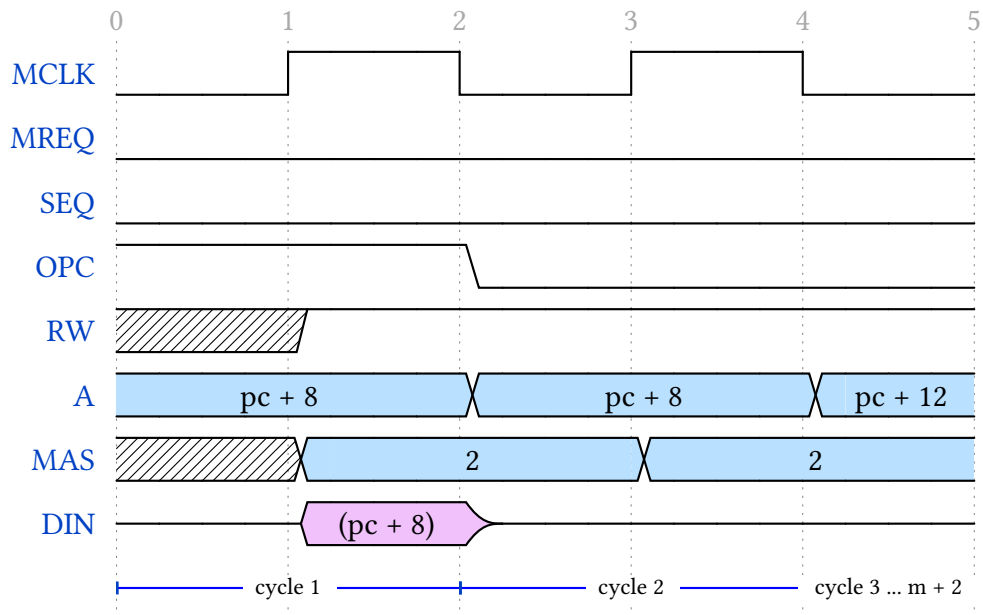 0 1 2 3 4 5
MCLK
MREQ
SEQ
OPC
RW
A pc + 8 pc + 8 pc + 12
MAS 2 2
DIN (pc + 8)
cycle 1 cycle 2 cycle 3 ... m + 2